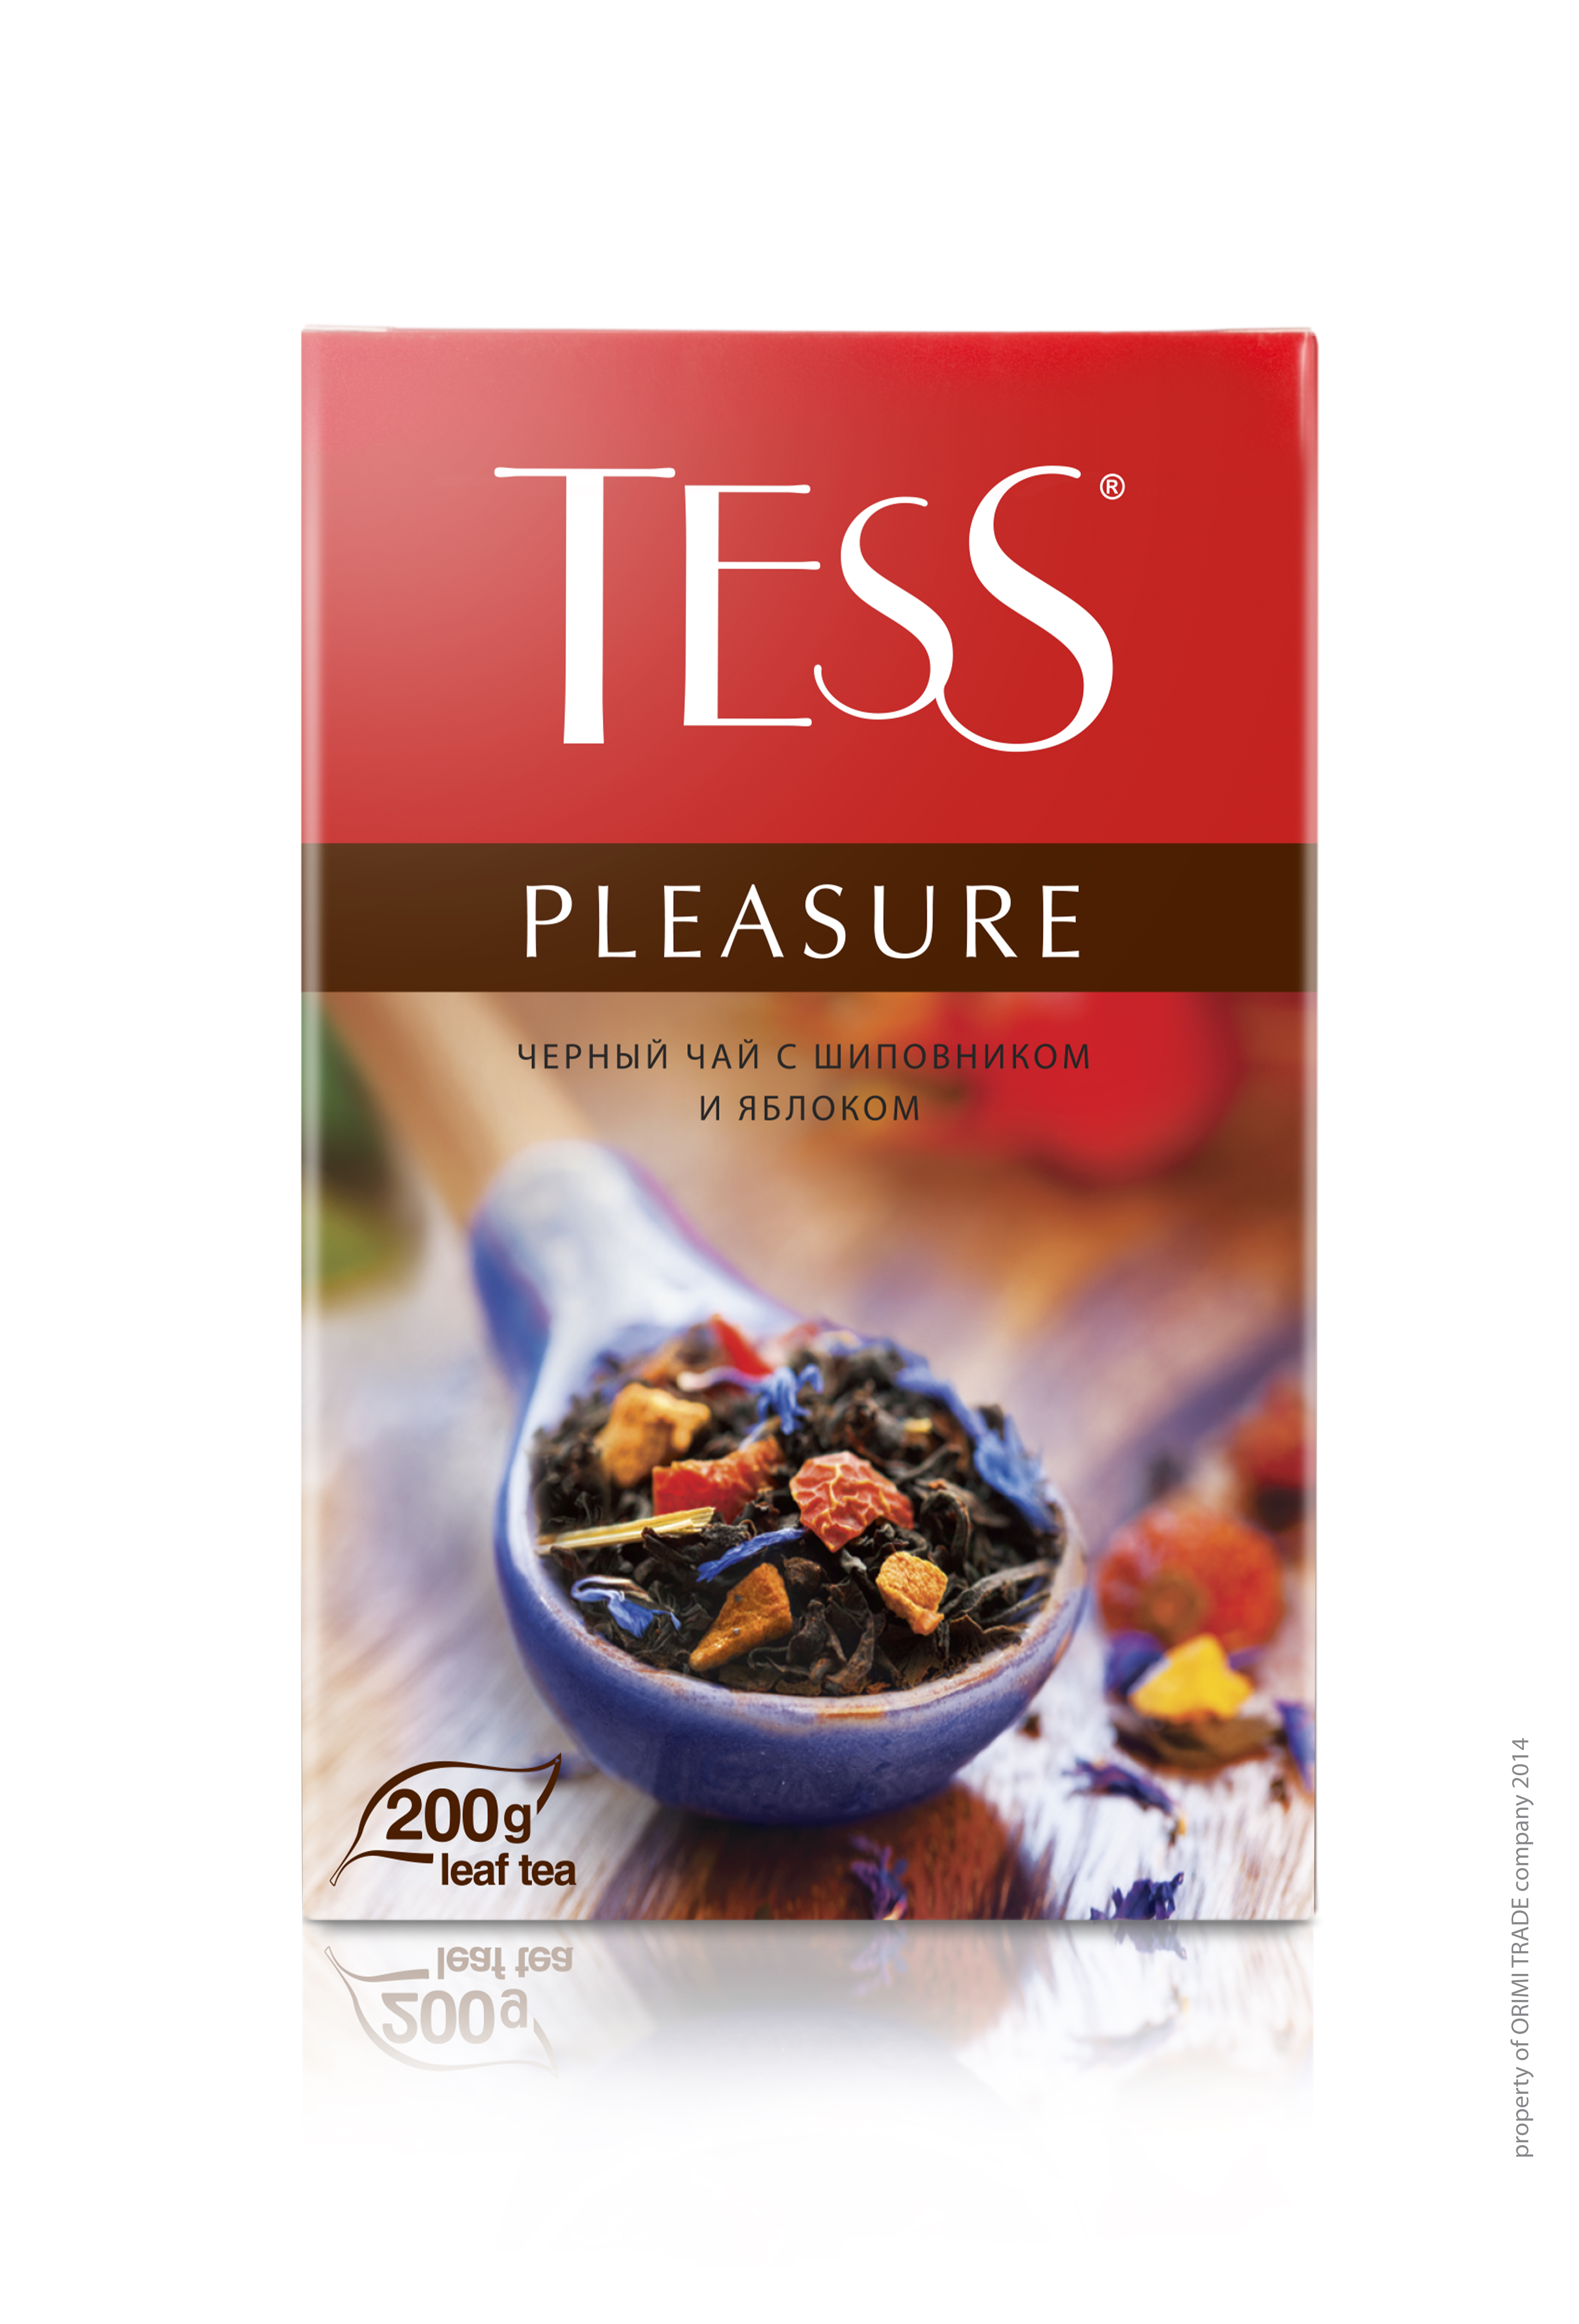 TESS®
PLEASURE
ЧЕРНЫЙ ЧАЙ С ШИПОВНИКОМ
И ЯБЛОКОМ
200g
leaf tea
property of ORIMI TRADE company 2014